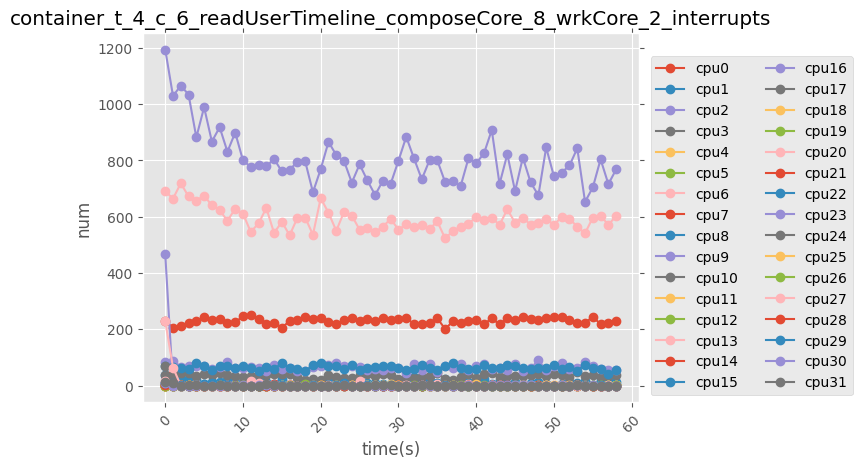 container_t_4_c_6_readUserTimeline_composeCore_8_wrkCore_2_interrupts
num
1200
1000
800
600
400
200
0
0
10
20
30
40
50
60
time(s)
cpu0
cpu1
cpu2
cpu3
cpu4
cpu5
cpu6
cpu7
cpu8
cpu9
cpu10
cpu11
cpu12
cpu13
cpu14
cpu15
cpu16
cpu17
cpu18
cpu19
cpu20
cpu21
cpu22
cpu23
cpu24
cpu25
cpu26
cpu27
cpu28
cpu29
cpu30
cpu31